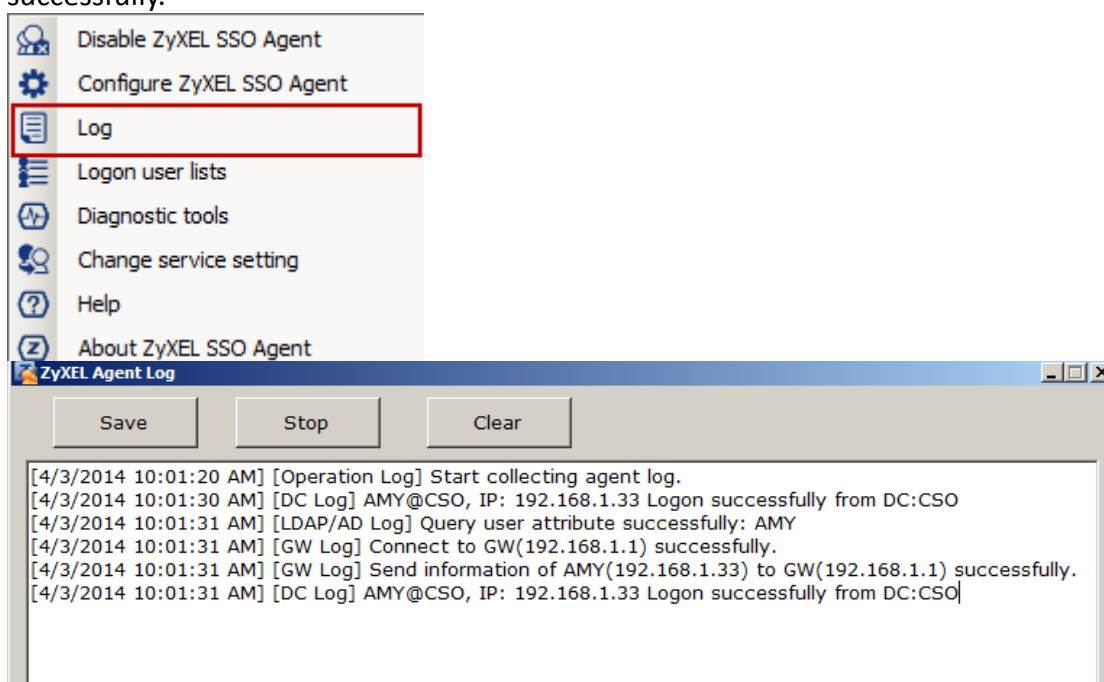 successfully.
Disable ZyXEL SSO Agent
Configure ZyXEL SSO Agent
Log
Logon user lists
Diagnostic tools
Change service setting
Help
About ZyXEL SSO Agent
ZyXEL Agent Log
Save Stop Clear
[4/3/2014 10:01:20 AM] [Operation Log] Start collecting agent log.
[4/3/2014 10:01:30 AM] [DC Log] AMY@CSO, IP: 192.168.1.33 Logon successfully from DC:CSO
[4/3/2014 10:01:31 AM] [LDAP/AD Log] Query user attribute successfully: AMY
[4/3/2014 10:01:31 AM] [GW Log] Connect to GW(192.168.1.1) successfully.
[4/3/2014 10:01:31 AM] [GW Log] Send information of AMY(192.168.1.33) to GW(192.168.1.1) successfully.
[4/3/2014 10:01:31 AM] [DC Log] AMY@CSO, IP: 192.168.1.33 Logon successfully from DC:CSO